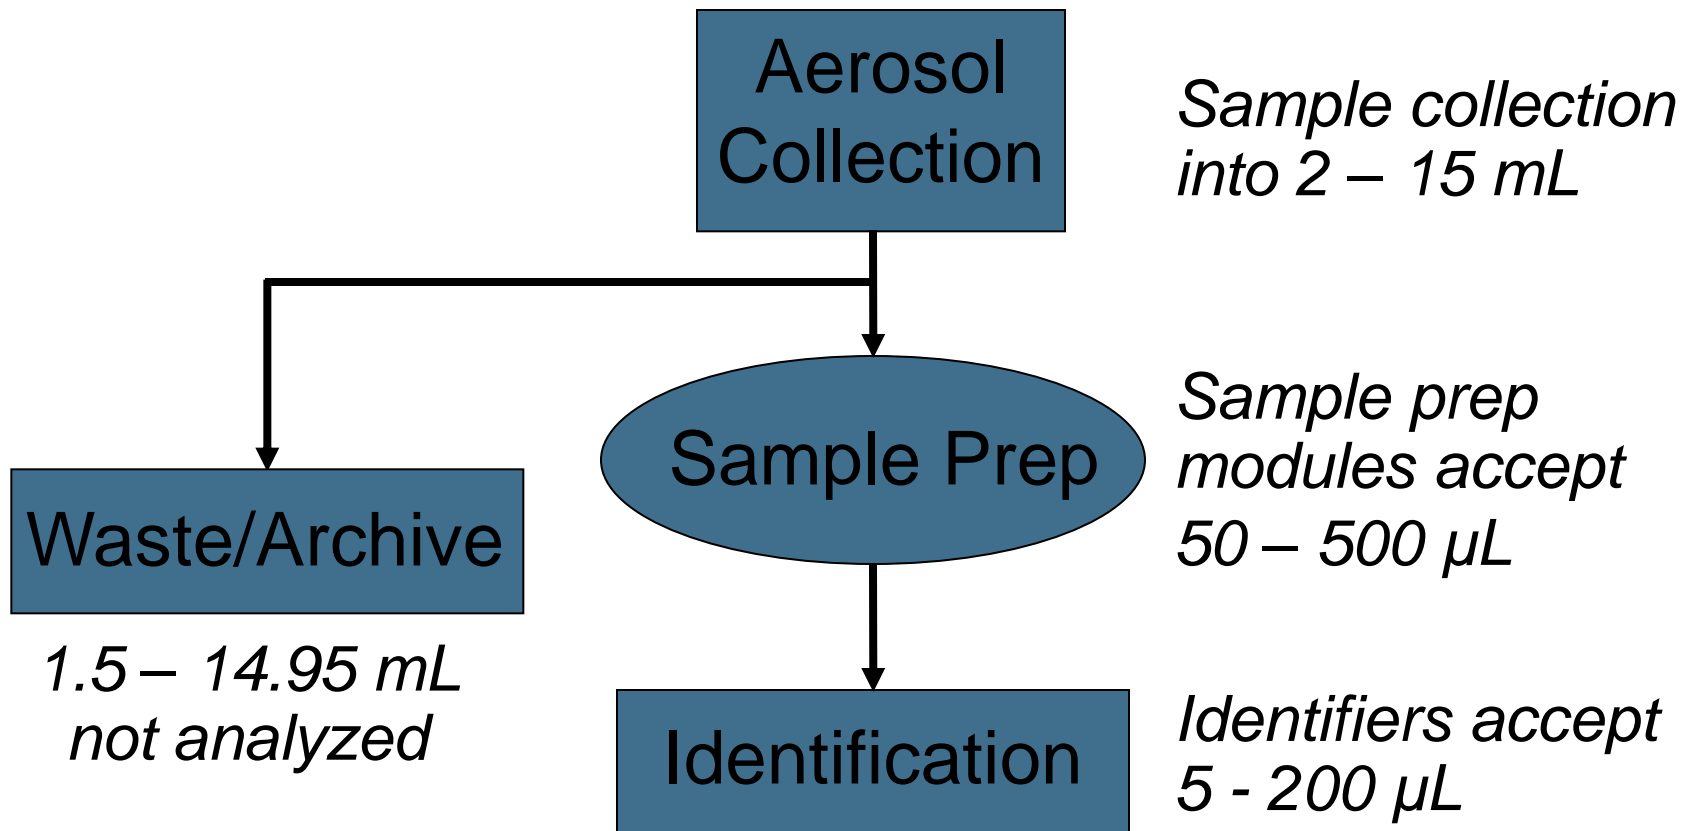 Aerosol
Collection
Sample collection
into 2 – 15 mL
Sample Prep
Sample prep
modules accept
50 – 500 µL
Waste/Archive
1.5 – 14.95 mL
not analyzed
Identification
Identifiers accept
5 - 200 µL